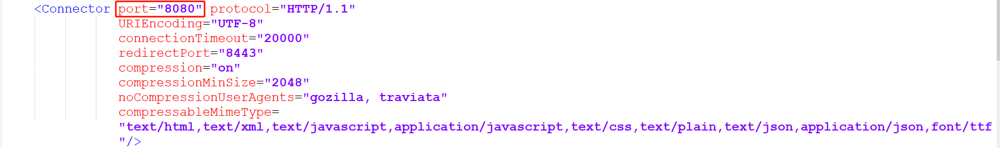 <Connector port="8080" protocol="HTTP/1.1"
URIEncoding="UTF-8"
connectionTimeout="20000"
redirectPort="8443"
compression="on"
compressionMinSize="2048"
noCompressionUserAgents="gozilla, traviata"
compressableMimeType=
"text/html,text/xml,text/javascript,application/javascript,text/css,text/plain,text/json,application/json,font/ttf
"/>